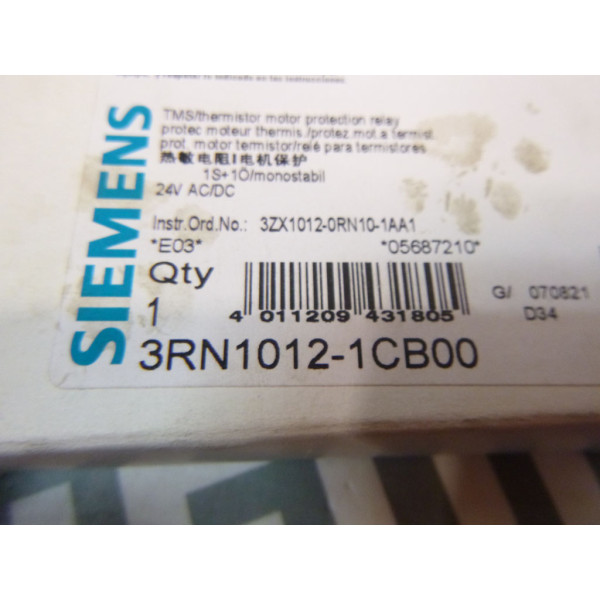 SIEMENS
TMS/thermistor motor protection relay
protec moteur thermis./protez.mot.a termist.
prot. motor termistor/relé para termistores
热敏电阻 | 电机保护
1S+1Ö/monostabil
24V AC/DC
Instr.Ord.No.: 3ZX1012-0RN10-1AA1
*E03* *05687210*
Qty
1
4 011209 431805
G/ 070821
D34
3RN1012-1CB00